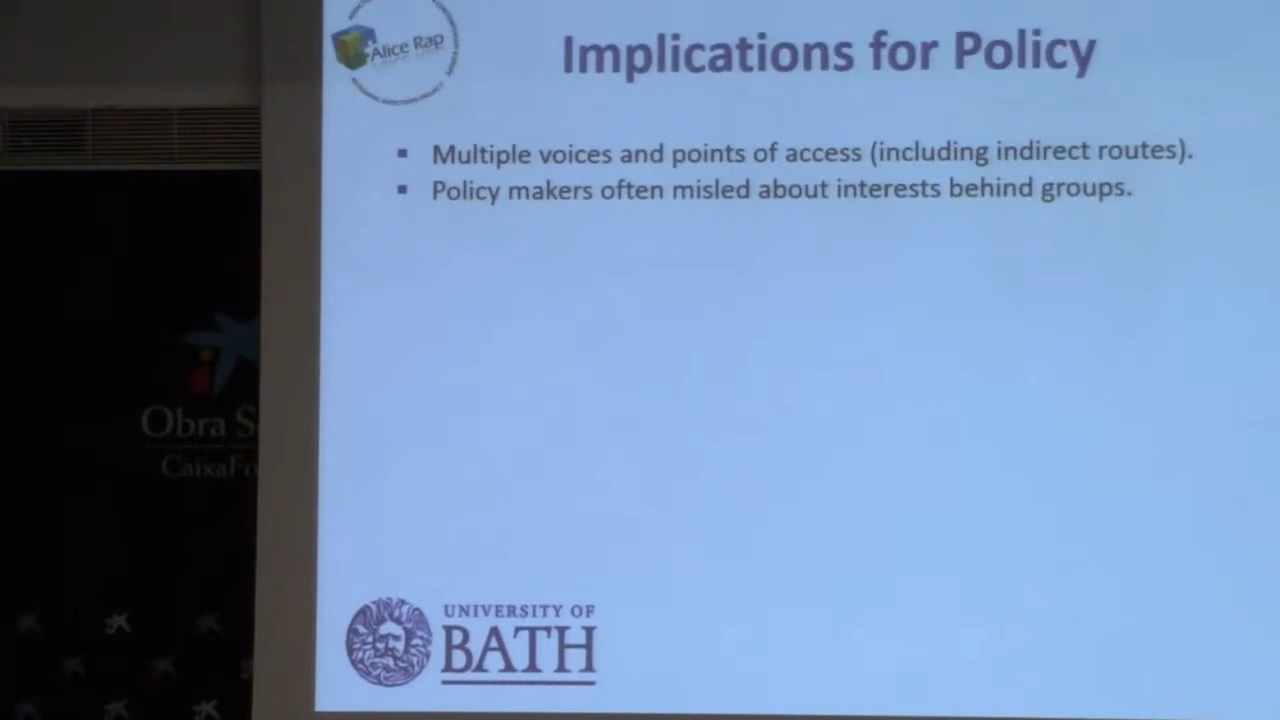 Alice Rap
Implications for Policy
▪ Multiple voices and points of access (including indirect routes).
▪ Policy makers often misled about interests behind groups.
Obra
UNIVERSITY OF
BATH